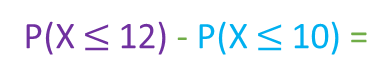 P(X ≤ 12) - P(X ≤ 10) =